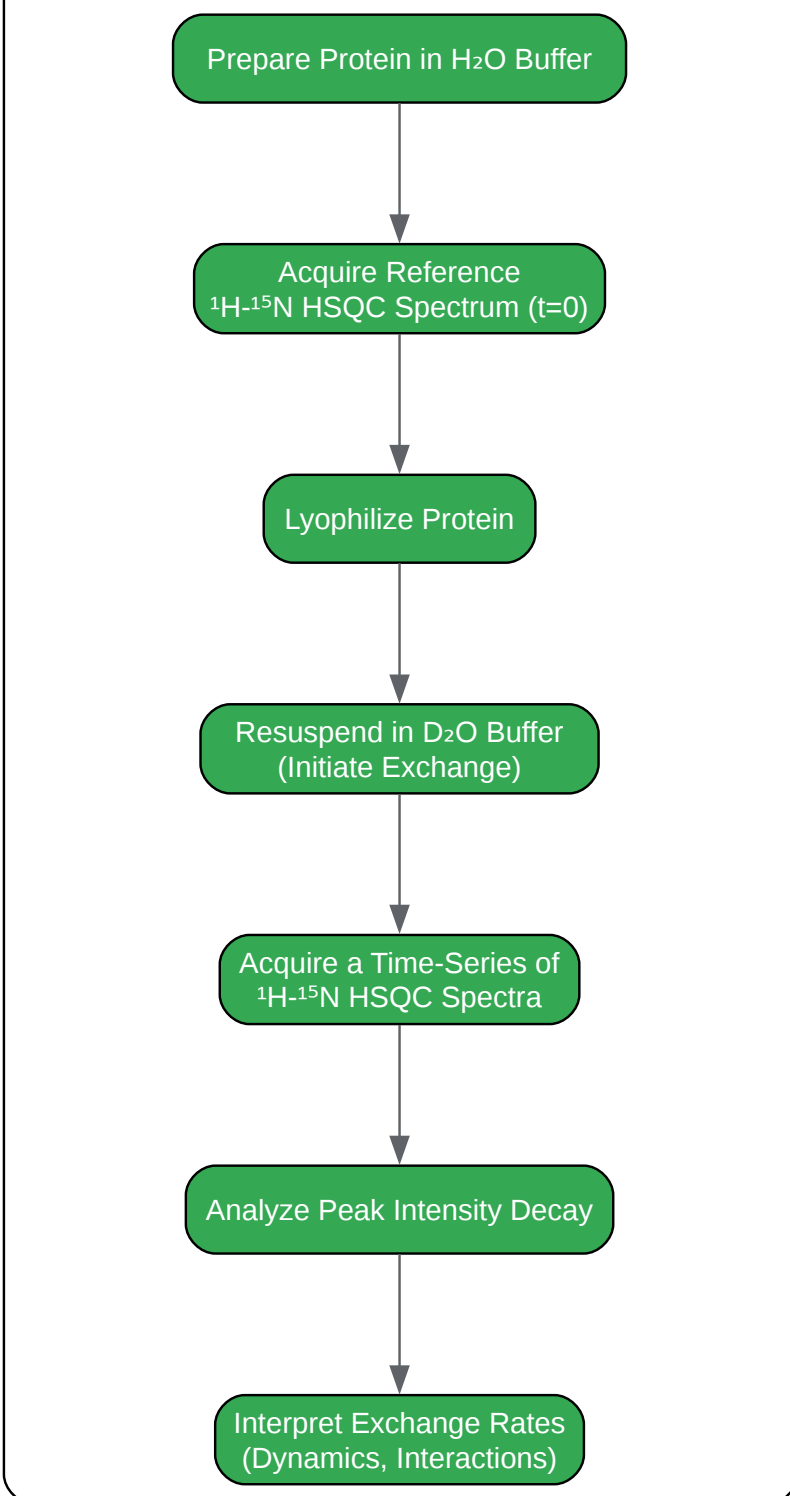 Prepare Protein in H₂O Buffer
Acquire Reference
¹H-¹⁵N HSQC Spectrum (t=0)
Lyophilize Protein
Resuspend in D₂O Buffer
(Initiate Exchange)
Acquire a Time-Series of
¹H-¹⁵N HSQC Spectra
Analyze Peak Intensity Decay
Interpret Exchange Rates
(Dynamics, Interactions)